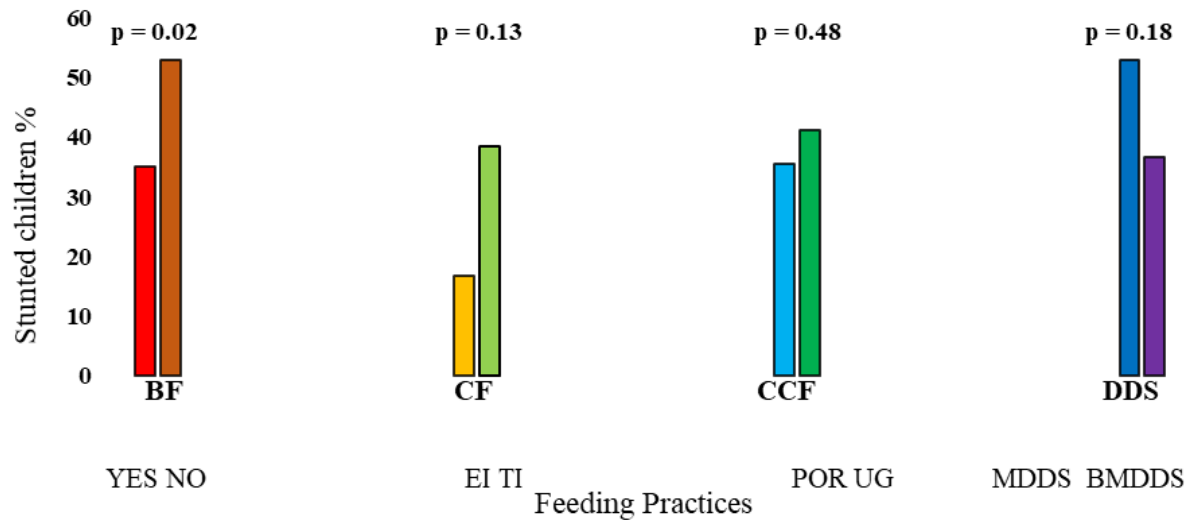 60
p = 0.02 p = 0.13 p = 0.48 p = 0.18
50
40
30
20
10
0
Stunted children %
BF CF CCF DDS
YES NO EI TI POR UG MDDS BMDDS
Feeding Practices